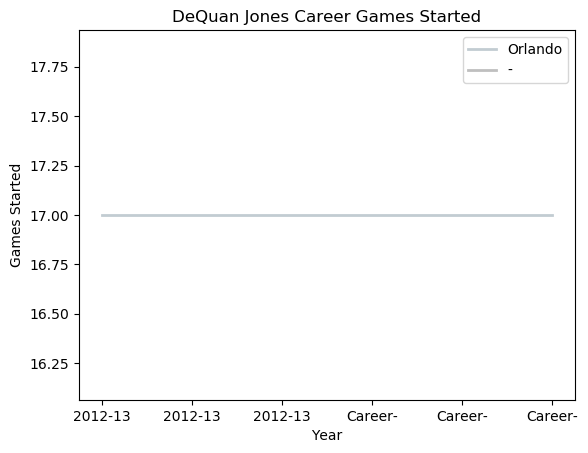 DeQuan Jones Career Games Started
Orlando
-
17.75
17.50
17.25
17.00
16.75
16.50
16.25
Games Started
2012-13 2012-13 2012-13 Career- Career- Career-
Year